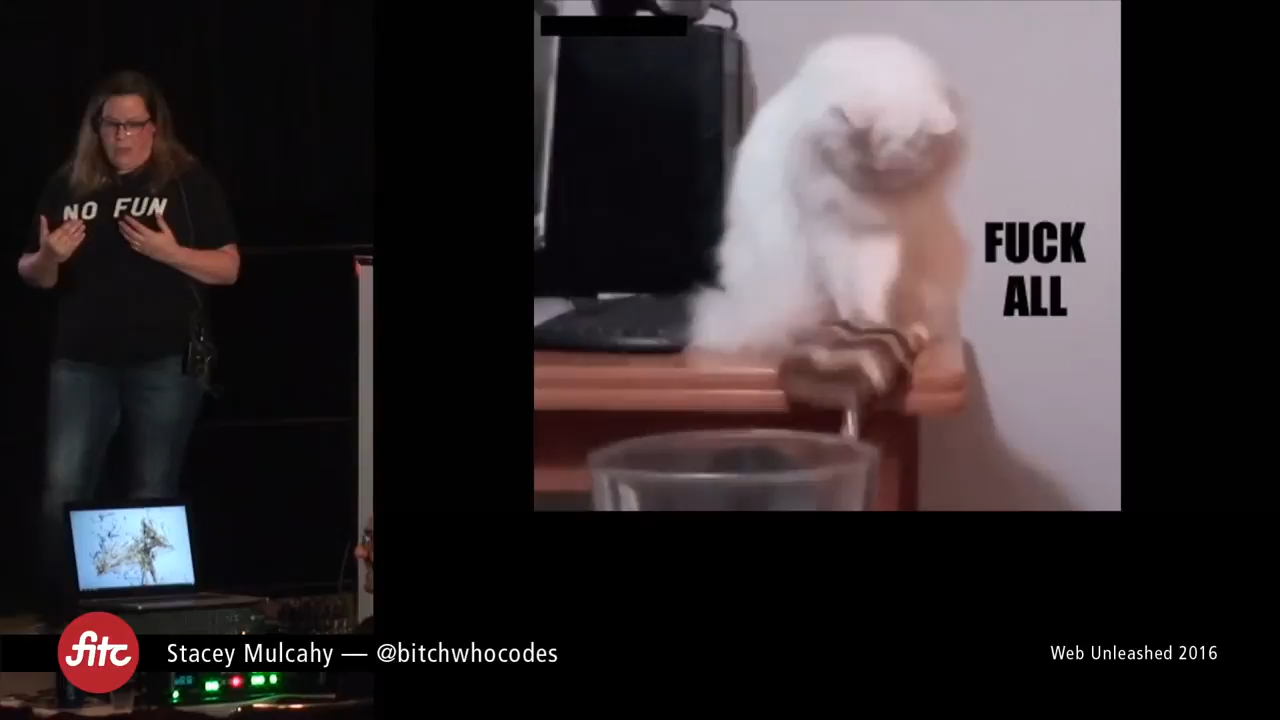 NO FUN
FUCK
ALL
fitc
Stacey Mulcahy — @bitchwhocodes
Web Unleashed 2016